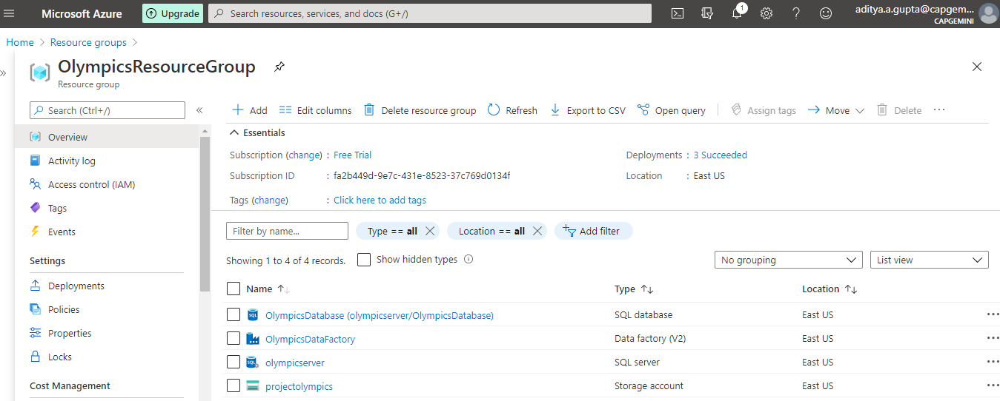 Microsoft Azure Upgrade Search resources, services, and docs (G+/) 1 aditya.a.gupta@capgem...
CAPGEMINI
Home > Resource groups >
OlympicsResourceGroup
Resource group
Search (Ctrl+/) «
Overview
Activity log
Access control (IAM)
Tags
Events
Settings
Deployments
Policies
Properties
Locks
Cost Management
Add Edit columns Delete resource group Refresh Export to CSV Open query Assign tags Move Delete ...
Essentials
Subscription (change) : Free Trial
Subscription ID : fa2b449d-9e7c-431e-8523-37c769d0134f
Tags (change) : Click here to add tags
Deployments : 3 Succeeded
Location : East US
Filter by name... Type == all Location == all Add filter
Showing 1 to 4 of 4 records. Show hidden types No grouping List view
Name Type Location
OlympicsDatabase (olympicserver/OlympicsDatabase) SQL database East US ...
OlympicsDataFactory Data factory (V2) East US ...
olympicserver SQL server East US ...
projectolympics Storage account East US ...